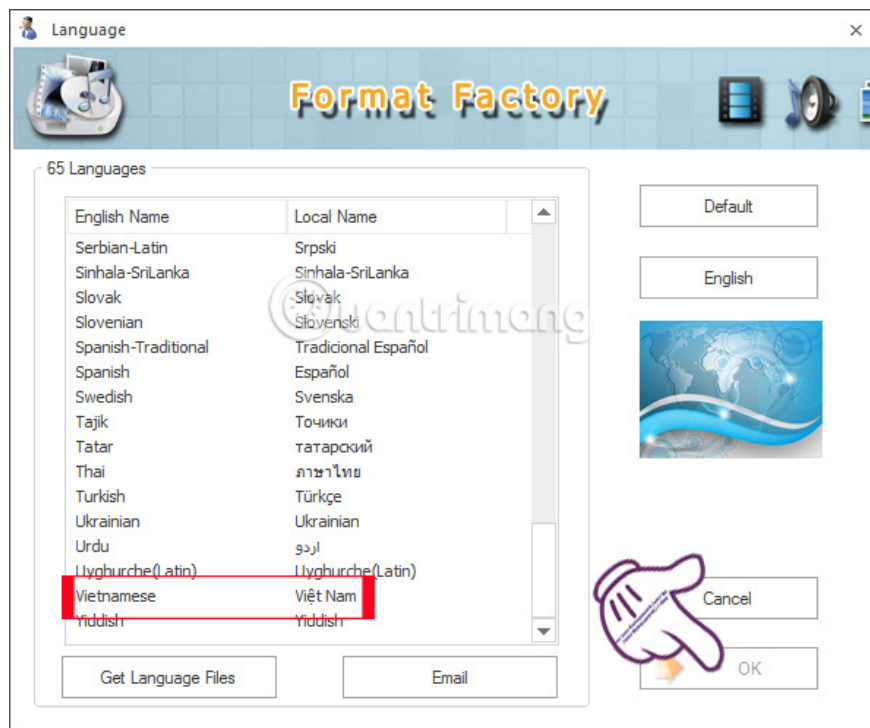 Language
Format Factory
65 Languages
English Name Local Name
Serbian-Latin Srpski
Sinhala-SriLanka Sinhala-SriLanka
Slovak Slovak
Slovenian Slovenski
Spanish-Traditional Tradicional Español
Spanish Español
Swedish Svenska
Tajik Точики
Tatar татарский
Thai ภาษาไทย
Turkish Türkçe
Ukrainian Ukrainian
Urdu اردو
Uyghurche(Latin) Uyghurche(Latin)
Vietnamese Việt Nam
Yiddish Yiddish
Get Language Files
Email
Default
English
Cancel
OK
Quantrimang